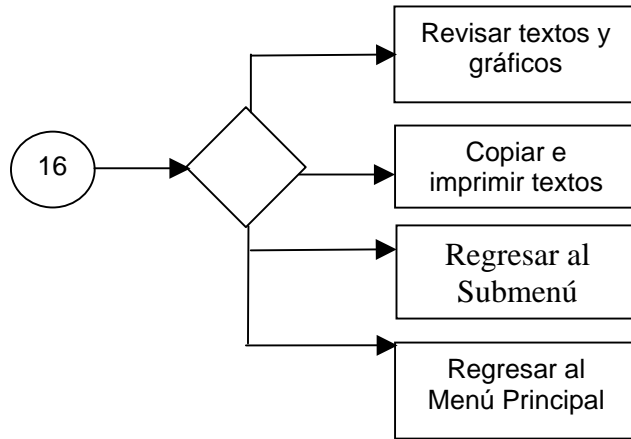 Revisar textos y
gráficos
16
Copiar e
imprimir textos
Regresar al
Submenú
Regresar al
Menú Principal